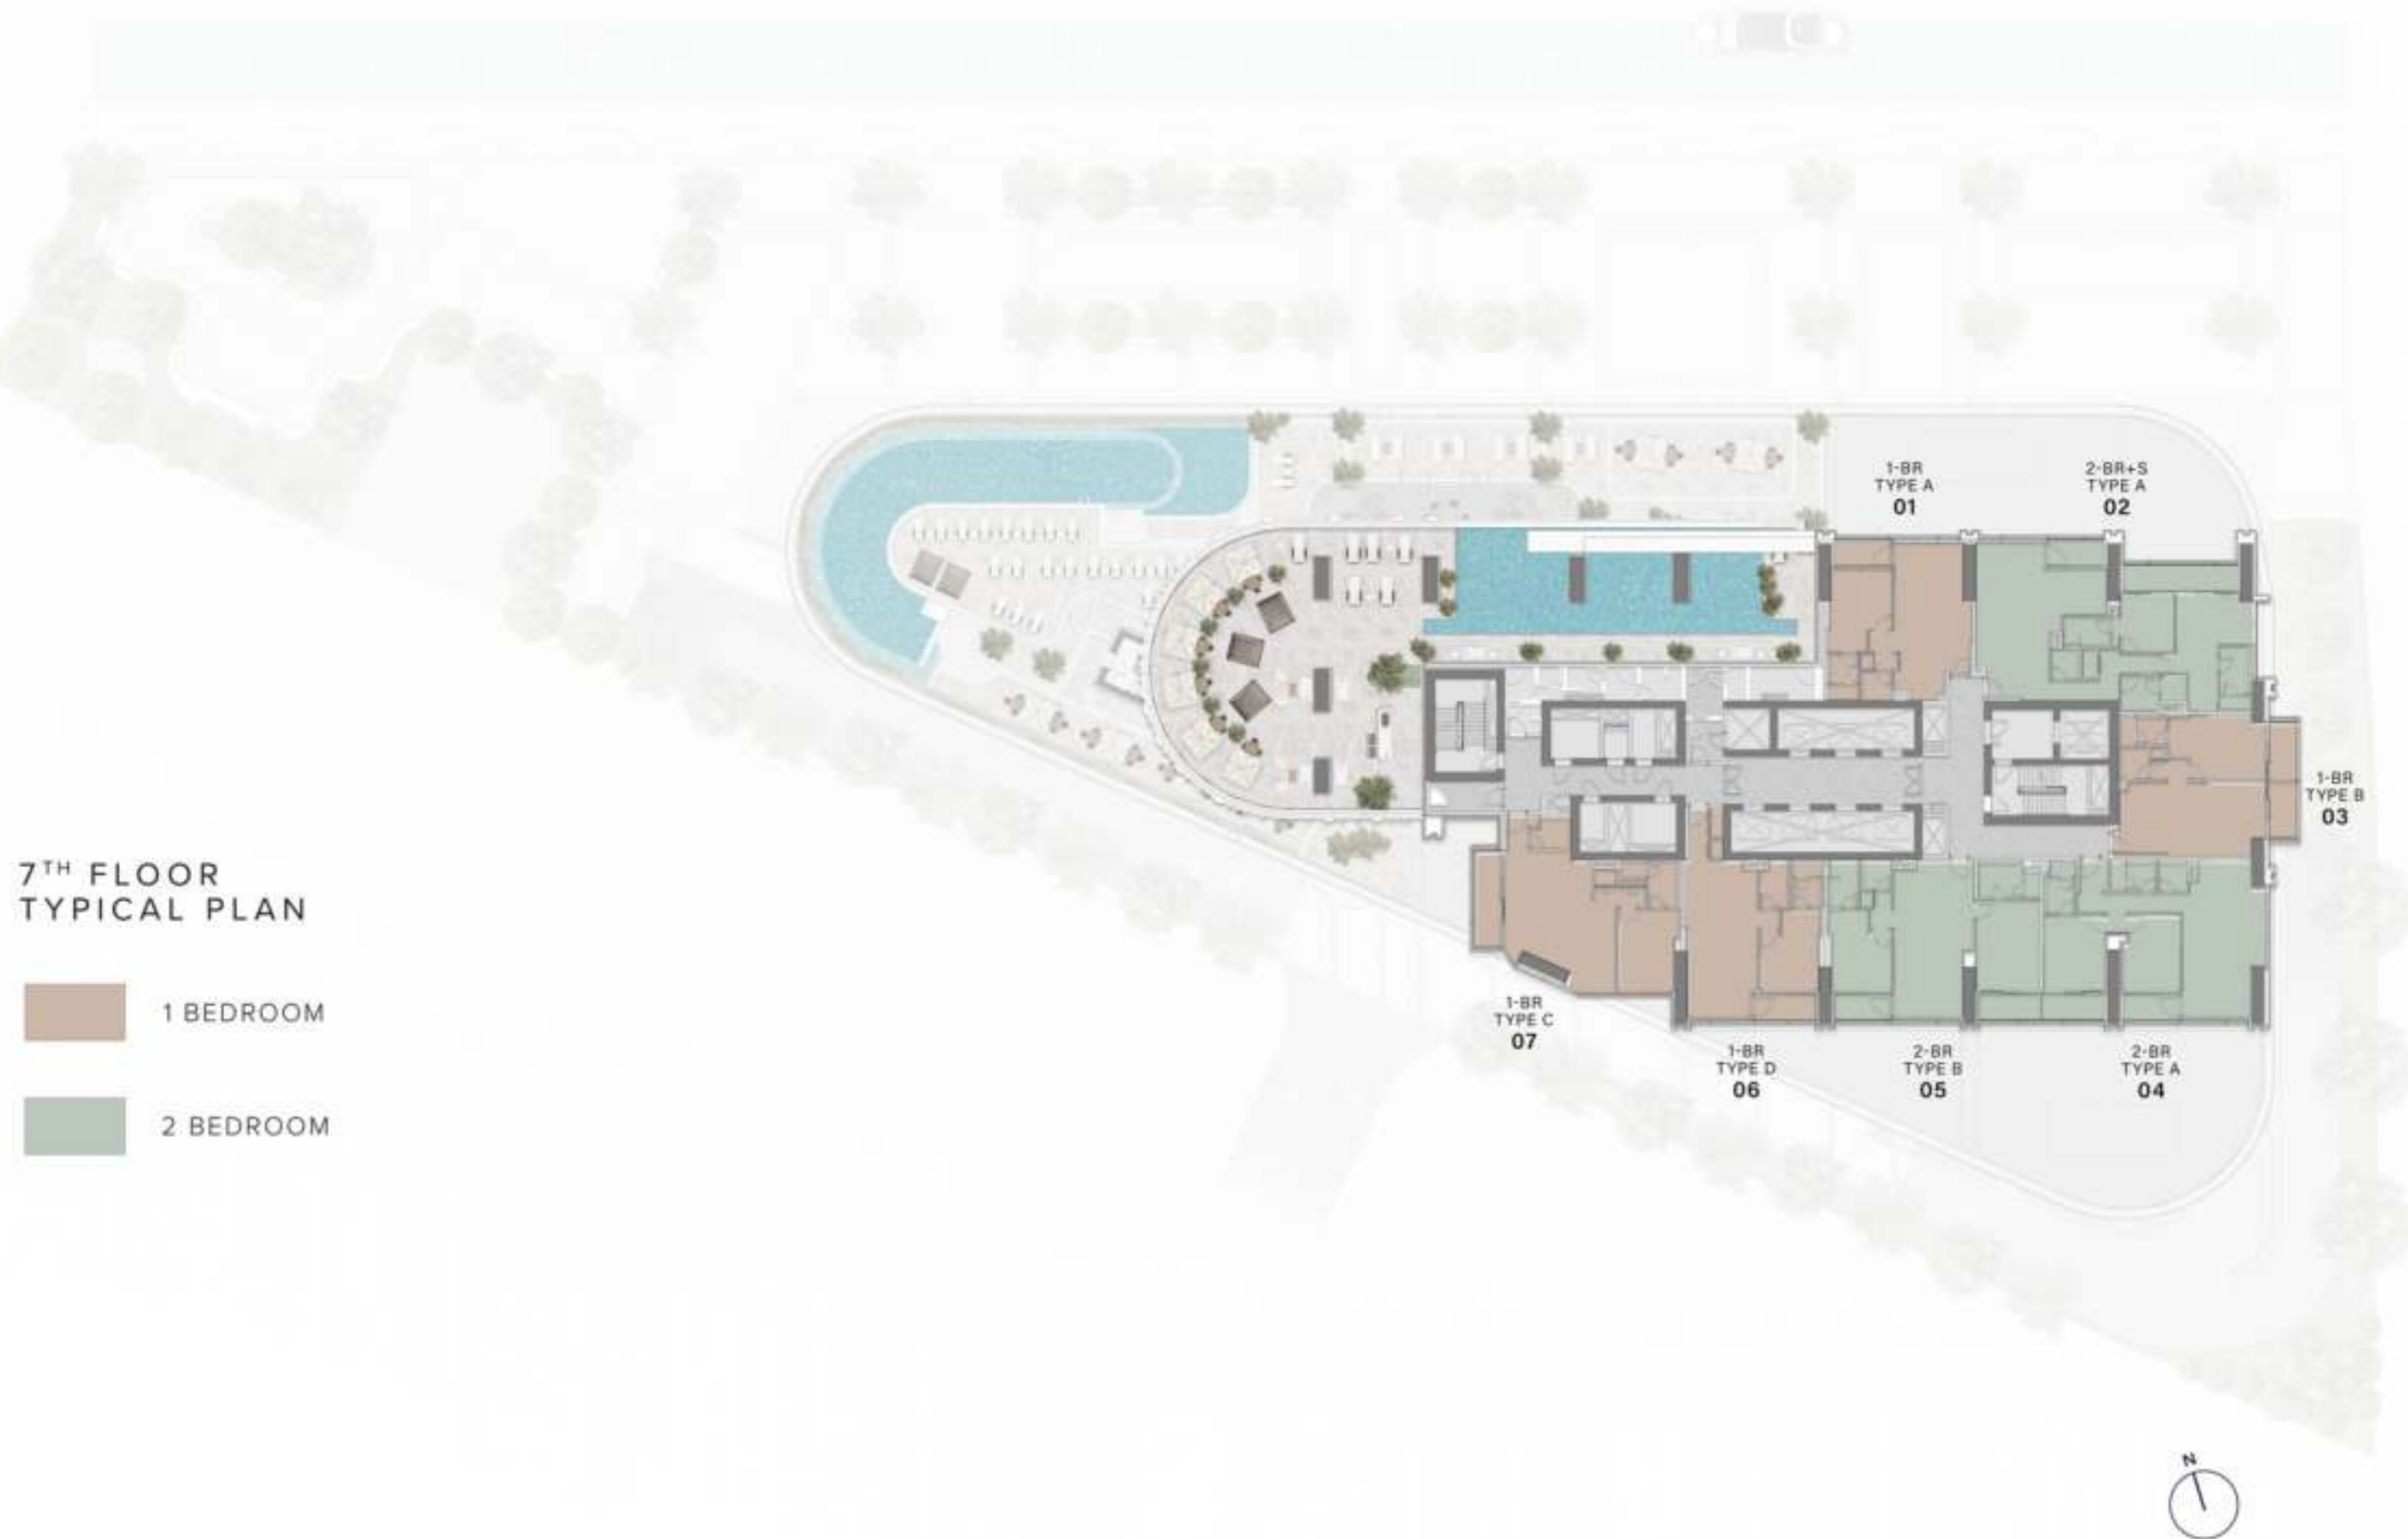 1-BR
TYPE A
01
2-BR+S
TYPE A
02
1-BR
TYPE B
03
7TH FLOOR
TYPICAL PLAN
1 BEDROOM
2 BEDROOM
1-BR
TYPE C
07
1-BR
TYPE D
06
2-BR
TYPE B
05
2-BR
TYPE A
04
N